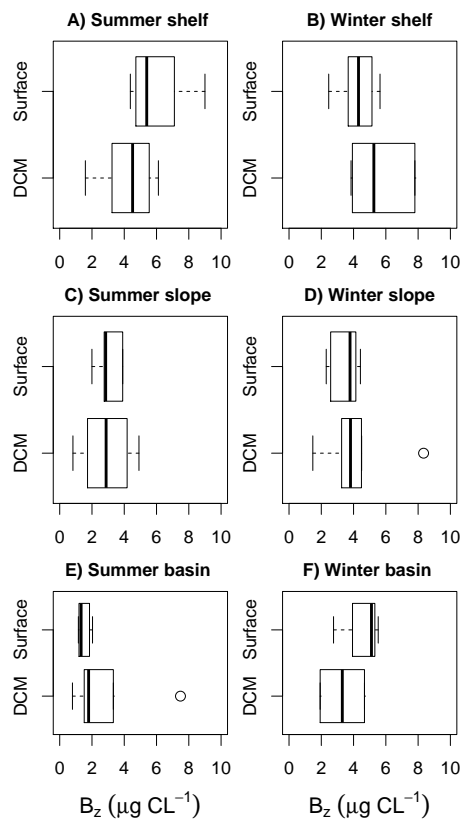 A) Summer shelf
Surface
DCM
0 2 4 6 8 10
B) Winter shelf
Surface
DCM
0 2 4 6 8 10
C) Summer slope
Surface
DCM
0 2 4 6 8 10
D) Winter slope
Surface
DCM
0 2 4 6 8 10
E) Summer basin
Surface
DCM
0 2 4 6 8 10
B_z (μg CL⁻¹)
F) Winter basin
Surface
DCM
0 2 4 6 8 10
B_z (μg CL⁻¹)